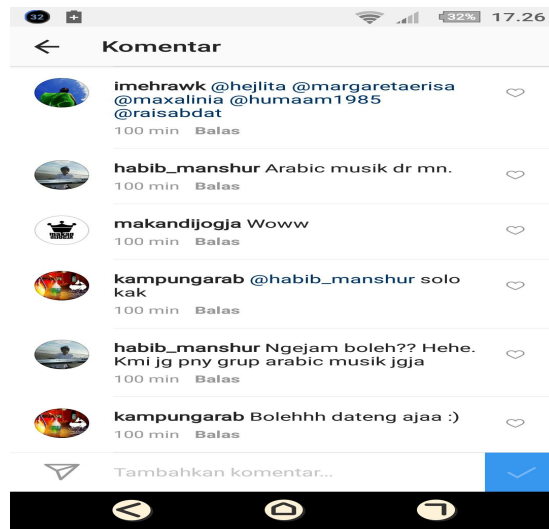 32
32% 17.26
Komentar
imehrawk @hejlita @margaretaerisa
@maxalinia @humaam1985
@raisabdat
100 min Balas
habib_manshur Arabic musik dr mn.
100 min Balas
makandijogja Woww
100 min Balas
kampungarab @habib_manshur solo
kak
100 min Balas
habib_manshur Ngejam boleh?? Hehe.
Kmi jg pny grup arabic musik jgja
100 min Balas
kampungarab Bolehhh dateng ajaa :)
100 min Balas
Tambahkan komentar...